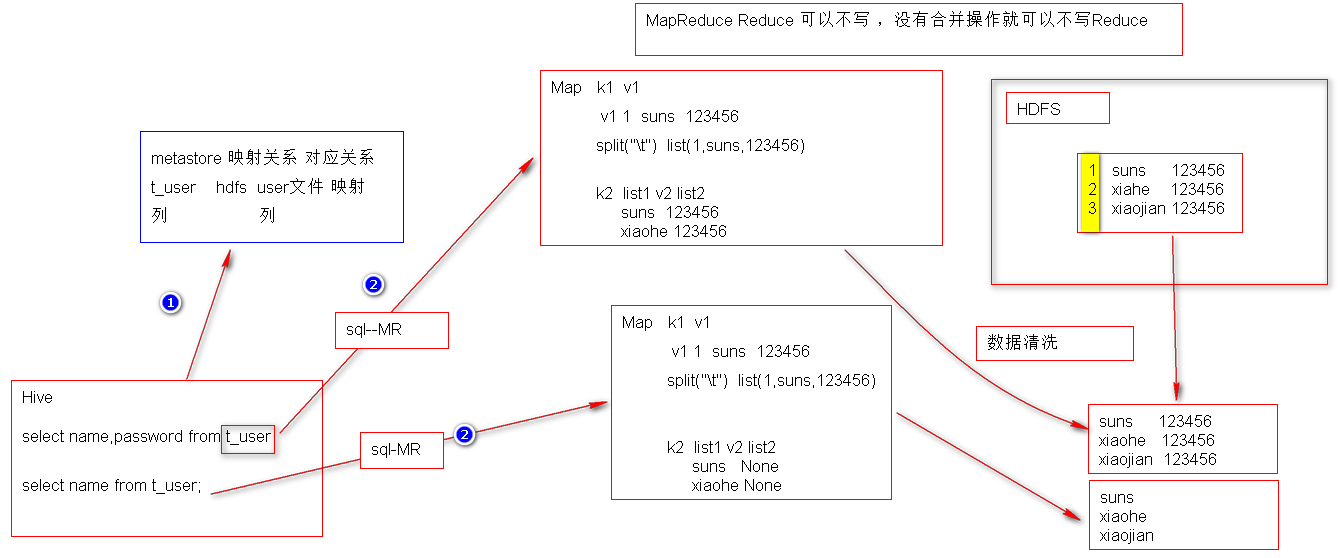 MapReduce Reduce 可以不写 ，没有合并操作就可以不写Reduce
Map k1 v1
v1 1 suns 123456
split("\t") list(1,suns,123456)
k2 list1 v2 list2
suns 123456
xiaohe 123456
HDFS
1 suns 123456
2 xiahe 123456
3 xiaojian 123456
metastore 映射关系 对应关系
t_user hdfs user文件 映射
列 列
1
2
sql--MR
Map k1 v1
v1 1 suns 123456
split("\t") list(1,suns,123456)
k2 list1 v2 list2
suns None
xiaohe None
数据清洗
Hive
select name,password from t_user
select name from t_user;
2
sql-MR
suns 123456
xiaohe 123456
xiaojian 123456
suns
xiaohe
xiaojian